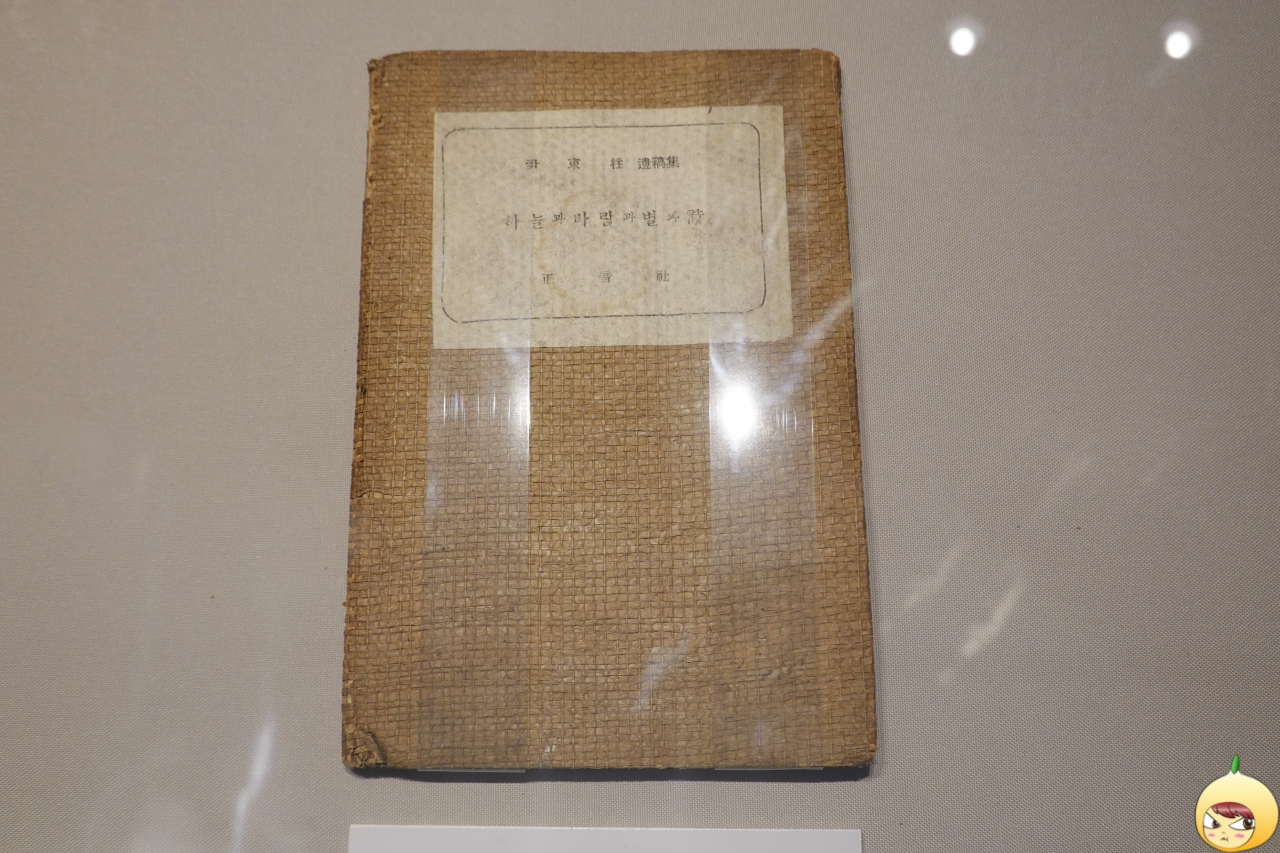 尹東柱 遺稿集
하늘과바람과별과詩
正音社